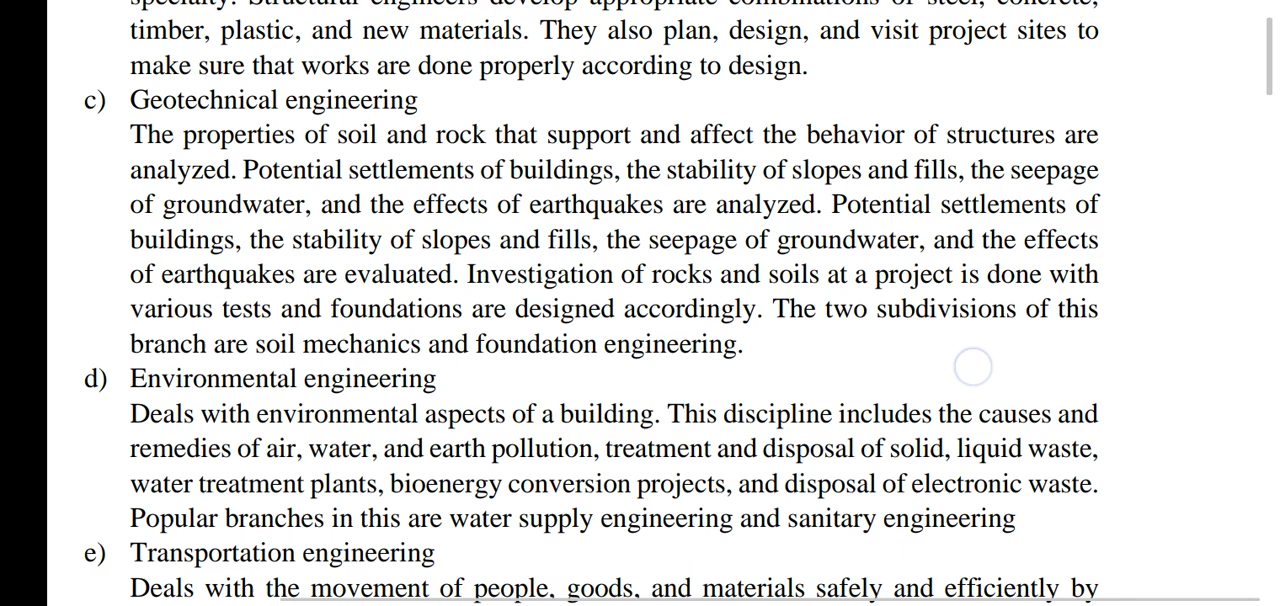 specialty. Structural engineers develop appropriate combinations of steel, concrete,
timber, plastic, and new materials. They also plan, design, and visit project sites to
make sure that works are done properly according to design.
c) Geotechnical engineering
The properties of soil and rock that support and affect the behavior of structures are
analyzed. Potential settlements of buildings, the stability of slopes and fills, the seepage
of groundwater, and the effects of earthquakes are analyzed. Potential settlements of
buildings, the stability of slopes and fills, the seepage of groundwater, and the effects
of earthquakes are evaluated. Investigation of rocks and soils at a project is done with
various tests and foundations are designed accordingly. The two subdivisions of this
branch are soil mechanics and foundation engineering.
d) Environmental engineering
Deals with environmental aspects of a building. This discipline includes the causes and
remedies of air, water, and earth pollution, treatment and disposal of solid, liquid waste,
water treatment plants, bioenergy conversion projects, and disposal of electronic waste.
Popular branches in this are water supply engineering and sanitary engineering
e) Transportation engineering
Deals with the movement of people, goods, and materials safely and efficiently by